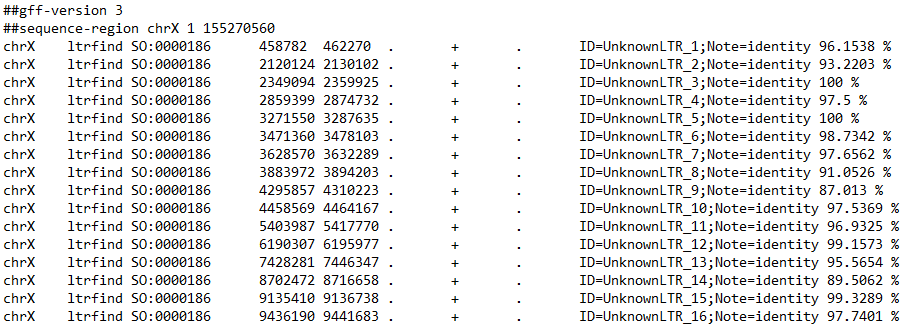 ##gff-version 3
##sequence-region chrX 1 155270560
chrX ltrfind SO:0000186 458782 462270 . + . ID=UnknownLTR_1;Note=identity 96.1538 %
chrX ltrfind SO:0000186 2120124 2130102 . + . ID=UnknownLTR_2;Note=identity 93.2203 %
chrX ltrfind SO:0000186 2349094 2359925 . + . ID=UnknownLTR_3;Note=identity 100 %
chrX ltrfind SO:0000186 2859399 2874732 . + . ID=UnknownLTR_4;Note=identity 97.5 %
chrX ltrfind SO:0000186 3271550 3287635 . + . ID=UnknownLTR_5;Note=identity 100 %
chrX ltrfind SO:0000186 3471360 3478103 . + . ID=UnknownLTR_6;Note=identity 98.7342 %
chrX ltrfind SO:0000186 3628570 3632289 . + . ID=UnknownLTR_7;Note=identity 97.6562 %
chrX ltrfind SO:0000186 3883972 3894203 . + . ID=UnknownLTR_8;Note=identity 91.0526 %
chrX ltrfind SO:0000186 4295857 4310223 . + . ID=UnknownLTR_9;Note=identity 87.013 %
chrX ltrfind SO:0000186 4458569 4464167 . + . ID=UnknownLTR_10;Note=identity 97.5369 %
chrX ltrfind SO:0000186 5403987 5417770 . + . ID=UnknownLTR_11;Note=identity 96.9325 %
chrX ltrfind SO:0000186 6190307 6195977 . + . ID=UnknownLTR_12;Note=identity 99.1573 %
chrX ltrfind SO:0000186 7428281 7446347 . + . ID=UnknownLTR_13;Note=identity 95.5654 %
chrX ltrfind SO:0000186 8702472 8716658 . + . ID=UnknownLTR_14;Note=identity 89.5062 %
chrX ltrfind SO:0000186 9135410 9136738 . + . ID=UnknownLTR_15;Note=identity 99.3289 %
chrX ltrfind SO:0000186 9436190 9441683 . + . ID=UnknownLTR_16;Note=identity 97.7401 %